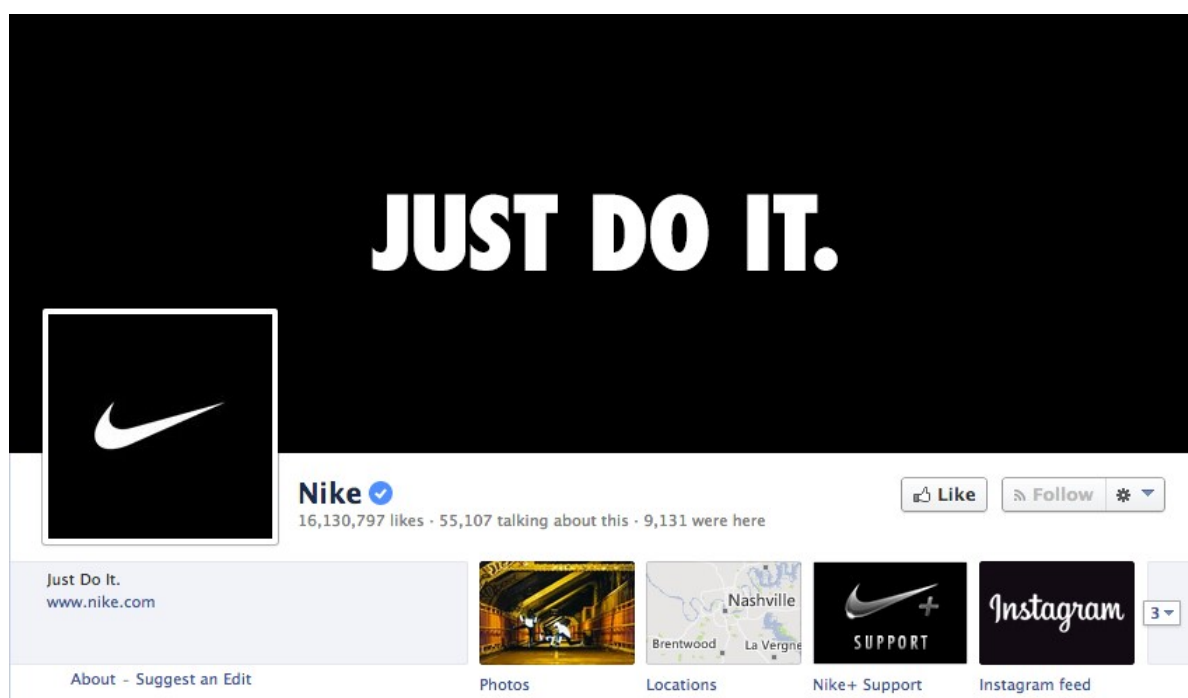 JUST DO IT.
Nike
Like
Follow
16,130,797 likes · 55,107 talking about this · 9,131 were here
Just Do It.
www.nike.com
About – Suggest an Edit
Nashville
Brentwood
La Vergne
SUPPORT
Instagram
3
Photos
Locations
Nike+ Support
Instagram feed